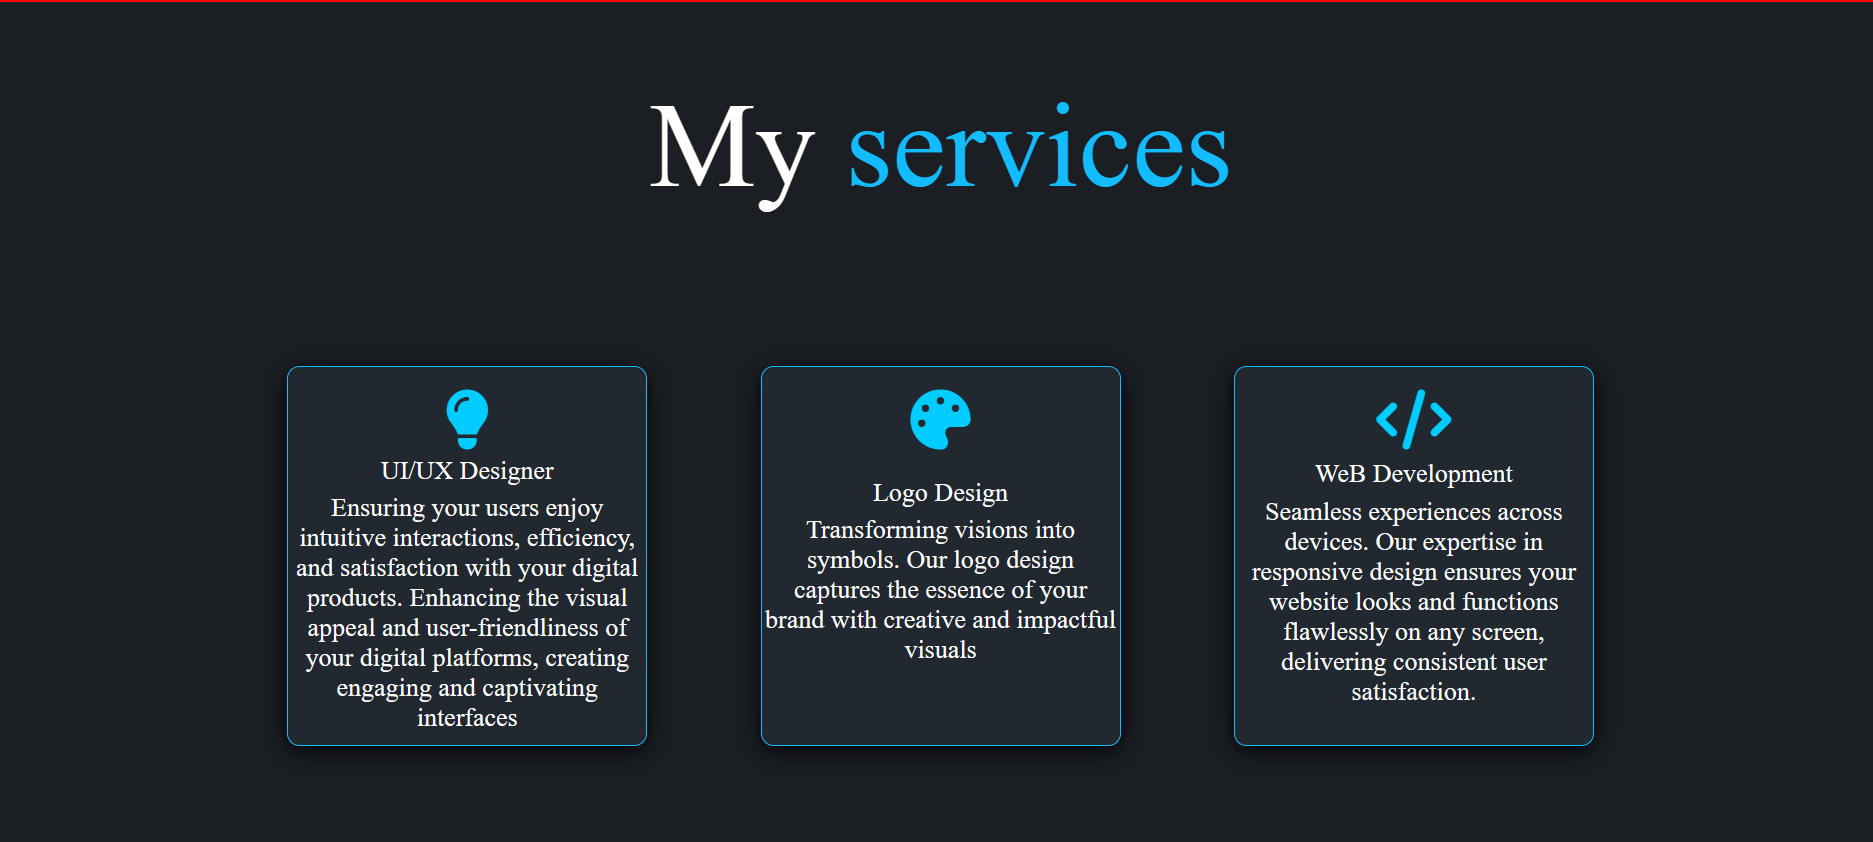 My services
UI/UX Designer
Ensuring your users enjoy
intuitive interactions, efficiency,
and satisfaction with your digital
products. Enhancing the visual
appeal and user-friendliness of
your digital platforms, creating
engaging and captivating
interfaces
Logo Design
Transforming visions into
symbols. Our logo design
captures the essence of your
brand with creative and impactful
visuals
WeB Development
Seamless experiences across
devices. Our expertise in
responsive design ensures your
website looks and functions
flawlessly on any screen,
delivering consistent user
satisfaction.